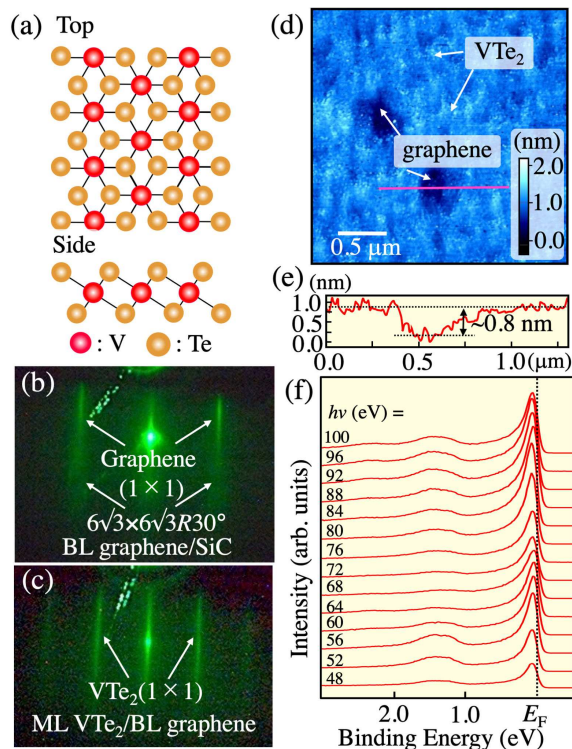 (a)
Top
Side
: V
: Te
(b)
Graphene
(1 × 1)
6√3×6√3R30°
BL graphene/SiC
(c)
VTe₂(1 × 1)
ML VTe₂/BL graphene
(d)
VTe₂
graphene
0.5 μm
(nm)
2.0
1.0
0.0
(e)
(nm)
1.0
0.5
0.0
~0.8 nm
0.0
0.5
1.0
(μm)
(f)
hν (eV) =
100
96
92
88
84
80
76
72
68
64
60
56
52
48
Intensity (arb. units)
2.0
1.0
E_F
Binding Energy (eV)